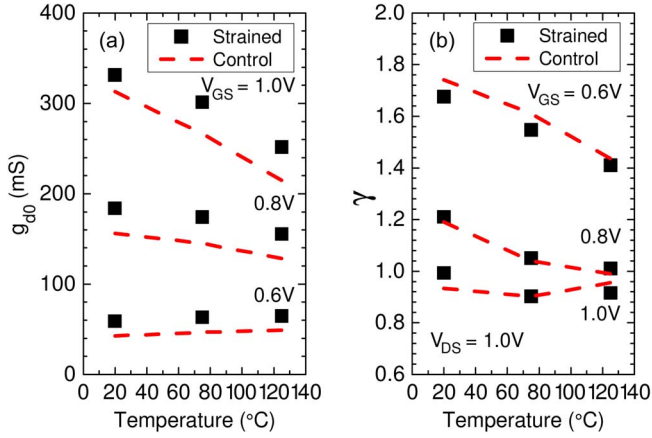 (a)
Strained
Control
V_GS = 1.0V
0.8V
0.6V
400
300
200
100
0
g_d0 (mS)
0 20 40 60 80 100 120 140
Temperature (°C)
(b)
Strained
Control
V_GS = 0.6V
0.8V
1.0V
V_DS = 1.0V
2.0
1.8
1.6
1.4
1.2
1.0
0.8
0.6
γ
0 20 40 60 80 100 120 140
Temperature (°C)